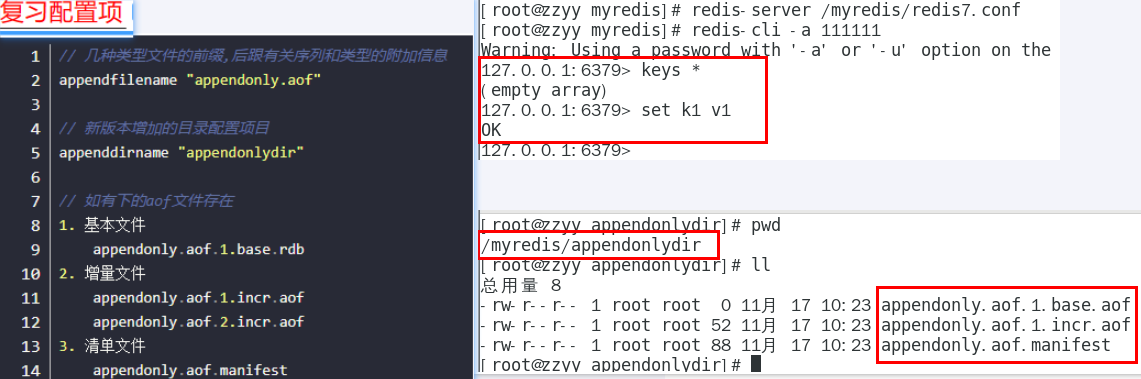 复习配置项
1 // 几种类型文件的前缀,后跟有关序列和类型的附加信息
2 appendfilename "appendonly.aof"
3
4 // 新版本增加的目录配置项目
5 appenddirname "appendonlydir"
6
7 // 如有下的aof文件存在
8 1. 基本文件
9 appendonly.aof.1.base.rdb
10 2. 增量文件
11 appendonly.aof.1.incr.aof
12 appendonly.aof.2.incr.aof
13 3. 清单文件
14 appendonly.aof.manifest
[root@zzyy myredis]# redis-server /myredis/redis7.conf
[root@zzyy myredis]# redis-cli -a 111111
Warning: Using a password with '-a' or '-u' option on the
127.0.0.1:6379> keys *
(empty array)
127.0.0.1:6379> set k1 v1
OK
127.0.0.1:6379>
[root@zzyy appendonlydir]# pwd
/myredis/appendonlydir
[root@zzyy appendonlydir]# ll
总用量 8
-rw-r--r-- 1 root root 0 11月 17 10:23 appendonly.aof.1.base.aof
-rw-r--r-- 1 root root 52 11月 17 10:23 appendonly.aof.1.incr.aof
-rw-r--r-- 1 root root 88 11月 17 10:23 appendonly.aof.manifest
[root@zzyy appendonlydir]#